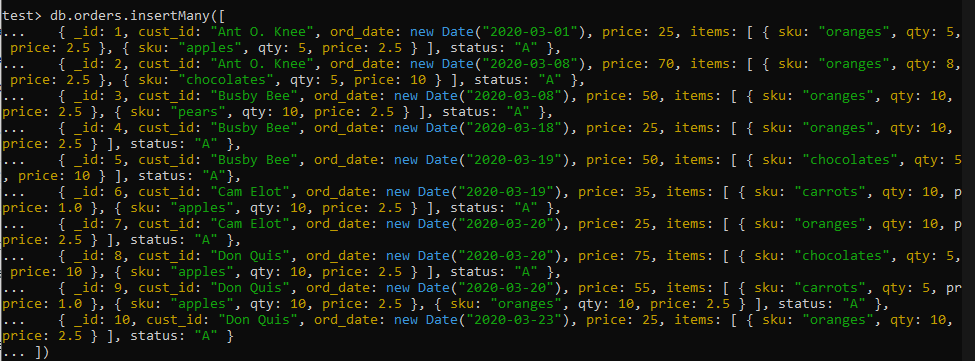 test> db.orders.insertMany([
...    { _id: 1, cust_id: "Ant O. Knee", ord_date: new Date("2020-03-01"), price: 25, items: [ { sku: "oranges", qty: 5,
 price: 2.5 }, { sku: "apples", qty: 5, price: 2.5 } ], status: "A" },
...    { _id: 2, cust_id: "Ant O. Knee", ord_date: new Date("2020-03-08"), price: 70, items: [ { sku: "oranges", qty: 8,
 price: 2.5 }, { sku: "chocolates", qty: 5, price: 10 } ], status: "A" },
...    { _id: 3, cust_id: "Busby Bee", ord_date: new Date("2020-03-08"), price: 50, items: [ { sku: "oranges", qty: 10,
price: 2.5 }, { sku: "pears", qty: 10, price: 2.5 } ], status: "A" },
...    { _id: 4, cust_id: "Busby Bee", ord_date: new Date("2020-03-18"), price: 25, items: [ { sku: "oranges", qty: 10,
price: 2.5 } ], status: "A" },
...    { _id: 5, cust_id: "Busby Bee", ord_date: new Date("2020-03-19"), price: 50, items: [ { sku: "chocolates", qty: 5
, price: 10 } ], status: "A"},
...    { _id: 6, cust_id: "Cam Elot", ord_date: new Date("2020-03-19"), price: 35, items: [ { sku: "carrots", qty: 10, p
price: 1.0 }, { sku: "apples", qty: 10, price: 2.5 } ], status: "A" },
...    { _id: 7, cust_id: "Cam Elot", ord_date: new Date("2020-03-20"), price: 25, items: [ { sku: "oranges", qty: 10, p
price: 2.5 } ], status: "A" },
...    { _id: 8, cust_id: "Don Quis", ord_date: new Date("2020-03-20"), price: 75, items: [ { sku: "chocolates", qty: 5,
 price: 10 }, { sku: "apples", qty: 10, price: 2.5 } ], status: "A" },
...    { _id: 9, cust_id: "Don Quis", ord_date: new Date("2020-03-20"), price: 55, items: [ { sku: "carrots", qty: 5, pr
price: 1.0 }, { sku: "apples", qty: 10, price: 2.5 }, { sku: "oranges", qty: 10, price: 2.5 } ], status: "A" },
...    { _id: 10, cust_id: "Don Quis", ord_date: new Date("2020-03-23"), price: 25, items: [ { sku: "oranges", qty: 10,
price: 2.5 } ], status: "A" }
... ])